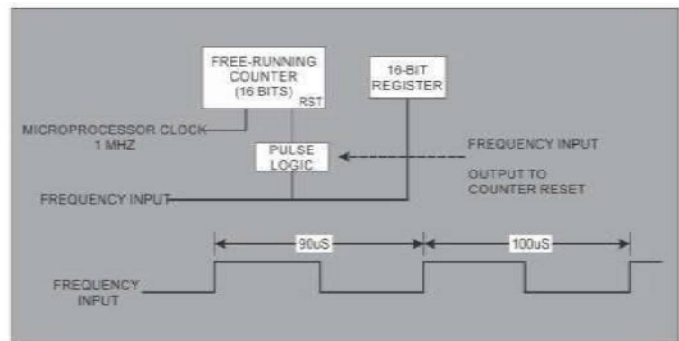 FREE-RUNNING
COUNTER
(16 BITS)
RST
16-BIT
REGISTER
MICROPROCESSOR CLOCK
1 MHZ
PULSE
LOGIC
FREQUENCY INPUT
OUTPUT TO
COUNTER RESET
FREQUENCY INPUT
90uS
100uS
FREQUENCY
INPUT